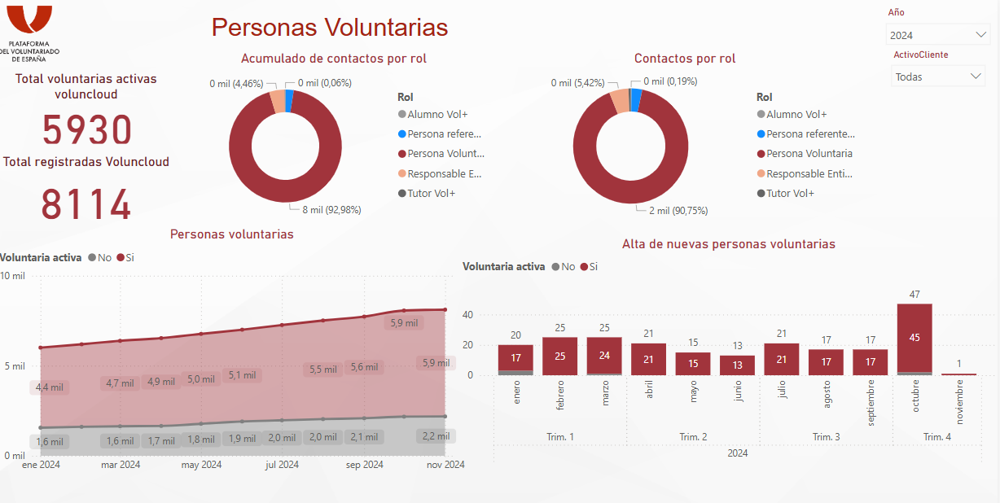 PLATAFORMA
DEL VOLUNTARIADO
DE ESPAÑA
Personas Voluntarias
Año
2024
ActivoCliente
Todas
Total voluntarias activas
voluncloud
5930
Total registradas Voluncloud
8114
Acumulado de contactos por rol
0 mil (4,46%)
0 mil (0,06%)
8 mil (92,98%)
Rol
Alumno Vol+
Persona refere...
Persona Volunt...
Responsable E...
Tutor Vol+
Contactos por rol
0 mil (5,42%)
0 mil (0,19%)
2 mil (90,75%)
Rol
Alumno Vol+
Persona referente...
Persona Voluntaria
Responsable Enti...
Tutor Vol+
Personas voluntarias
Voluntaria activa No Si
10 mil
5 mil
0 mil
4,4 mil
4,7 mil
4,9 mil
5,0 mil
5,1 mil
5,5 mil
5,6 mil
5,9 mil
5,9 mil
1,6 mil
1,6 mil
1,7 mil
1,8 mil
1,9 mil
2,0 mil
2,0 mil
2,1 mil
2,2 mil
ene 2024
mar 2024
may 2024
jul 2024
sep 2024
nov 2024
Alta de nuevas personas voluntarias
Voluntaria activa No Si
40
20
0
20
25
25
21
15
13
21
17
17
47
1
17
25
24
21
15
13
21
17
17
45
enero
febrero
marzo
abril
mayo
junio
julio
agosto
septiembre
octubre
noviembre
Trim. 1
Trim. 2
Trim. 3
Trim. 4
2024